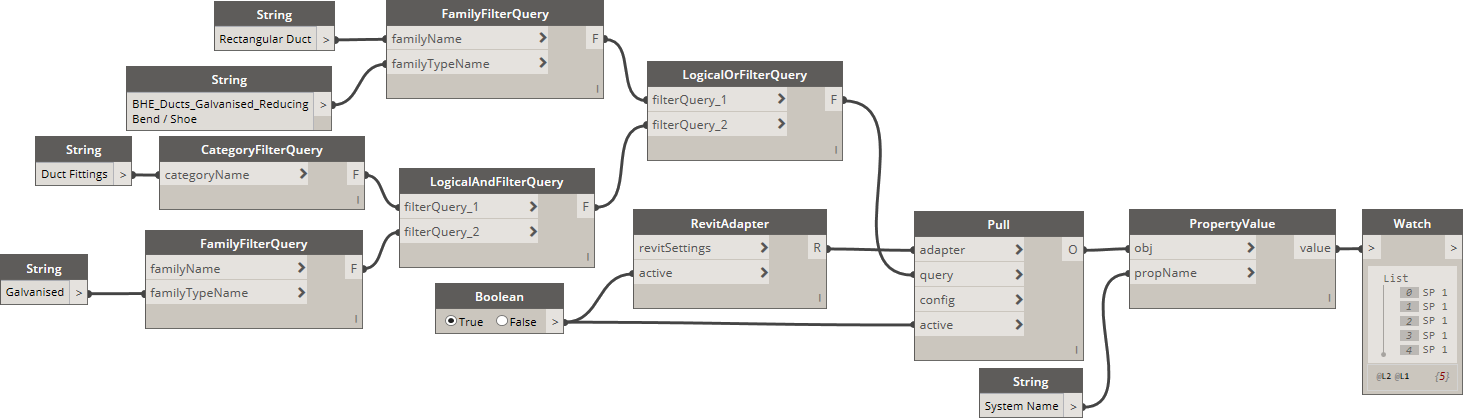 String
Rectangular Duct >
FamilyFilterQuery
familyName > F
familyTypeName >
I
String
BHE_Ducts_Galvanised_Reducing >
Bend / Shoe
LogicalOrFilterQuery
filterQuery_1 > F
filterQuery_2 >
I
String
Duct Fittings >
CategoryFilterQuery
categoryName > F
I
LogicalAndFilterQuery
filterQuery_1 > F
filterQuery_2 >
I
String
Galvanised >
FamilyFilterQuery
familyName > F
familyTypeName >
I
Boolean
True False >
RevitAdapter
revitSettings > R
active >
I
Pull
adapter > O
query >
config >
active >
I
String
System Name >
PropertyValue
obj > value
propName >
I
Watch
> >
List
0 SP 1
1 SP 1
2 SP 1
3 SP 1
4 SP 1
@L2 @L1 {5}